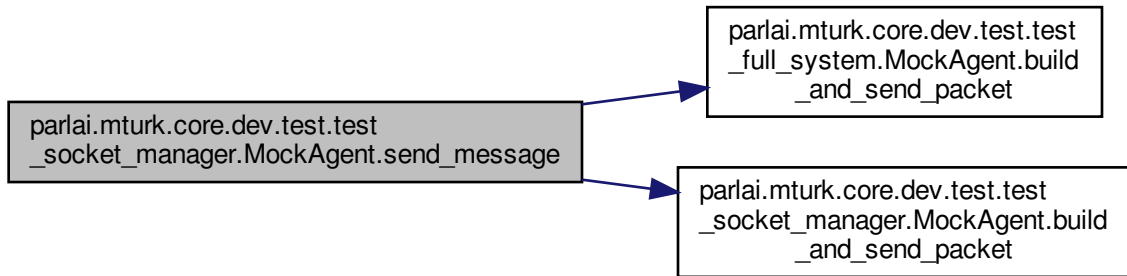 parlai.mturk.core.dev.test.test
_socket_manager.MockAgent.send_message
parlai.mturk.core.dev.test.test
_full_system.MockAgent.build
_and_send_packet
parlai.mturk.core.dev.test.test
_socket_manager.MockAgent.build
_and_send_packet